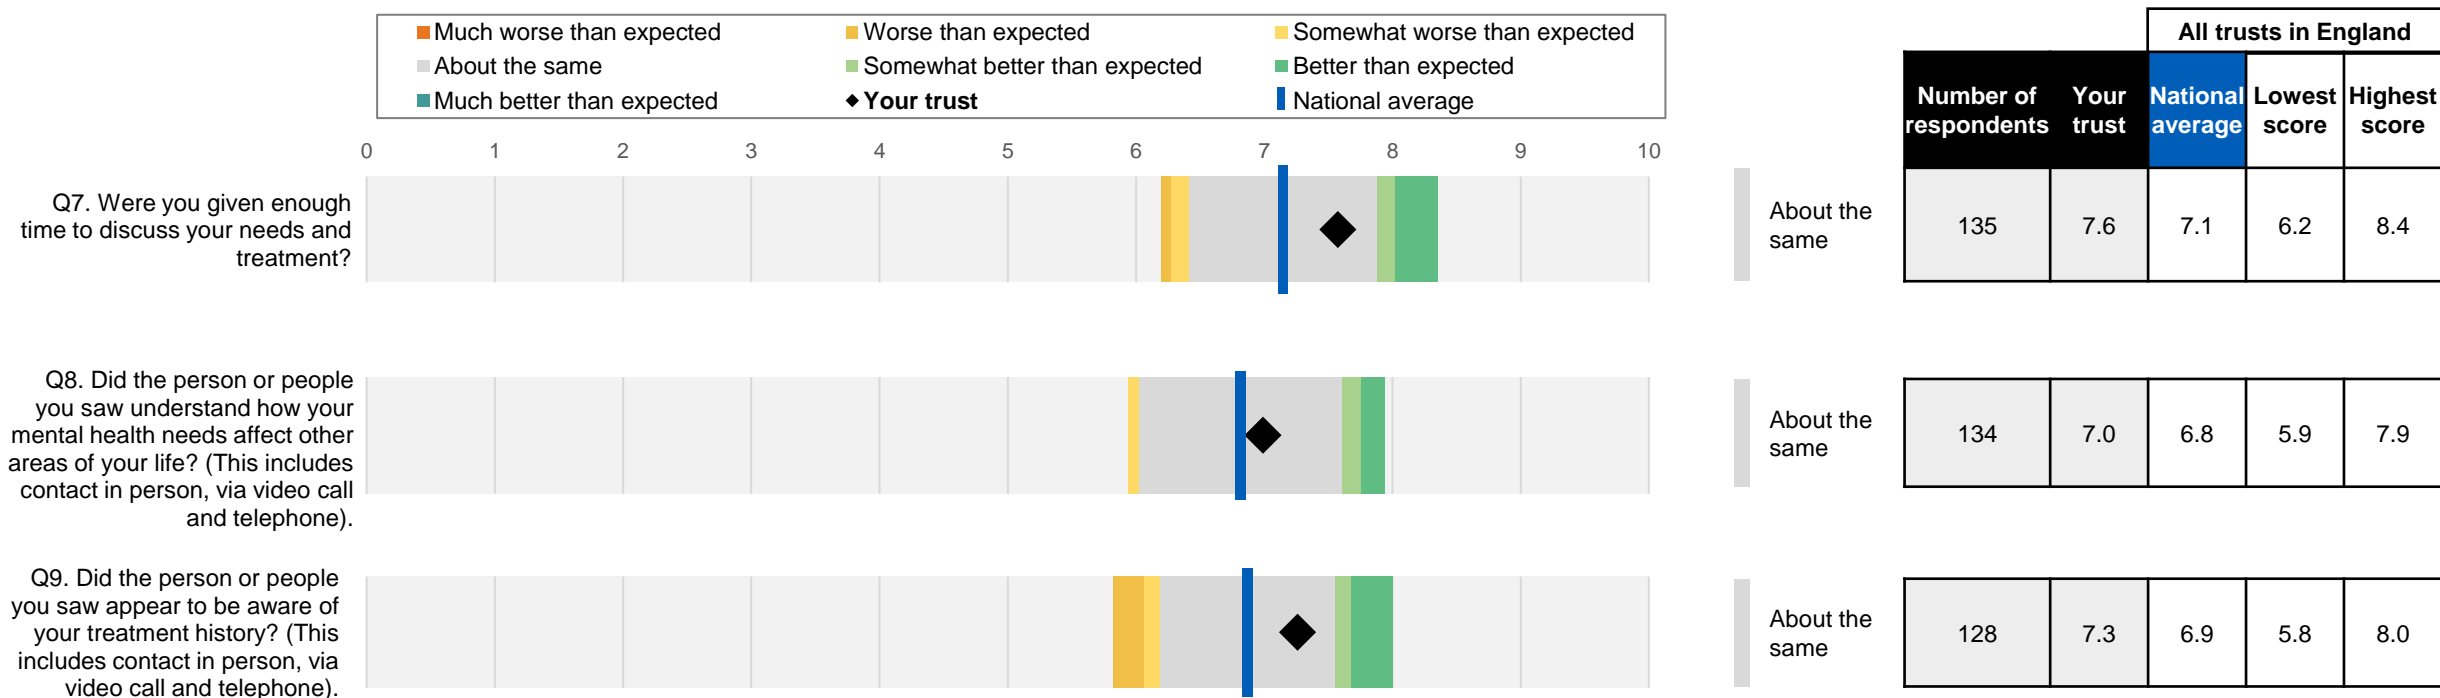 Much worse than expected
Worse than expected
Somewhat worse than expected
About the same
Somewhat better than expected
Better than expected
Much better than expected
Your trust
National average
All trusts in England
Number of
respondents
Your
trust
National
average
Lowest
score
Highest
score
0 1 2 3 4 5 6 7 8 9 10
Q7. Were you given enough
time to discuss your needs and
treatment?
About the
same
135 7.6 7.1 6.2 8.4
Q8. Did the person or people
you saw understand how your
mental health needs affect other
areas of your life? (This includes
contact in person, via video call
and telephone).
About the
same
134 7.0 6.8 5.9 7.9
Q9. Did the person or people
you saw appear to be aware of
your treatment history? (This
includes contact in person, via
video call and telephone).
About the
same
128 7.3 6.9 5.8 8.0